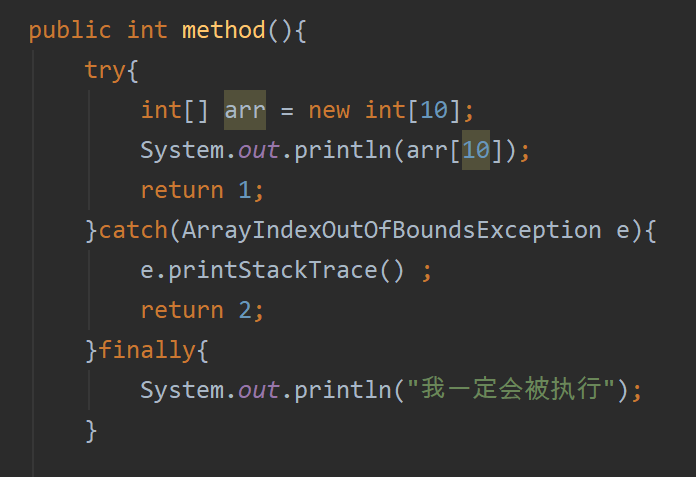 public int method(){
try{
int[] arr = new int[10];
System.out.println(arr[10]);
return 1;
}catch(ArrayIndexOutOfBoundsException e){
e.printStackTrace() ;
return 2;
}finally{
System.out.println("我一定会被执行");
}